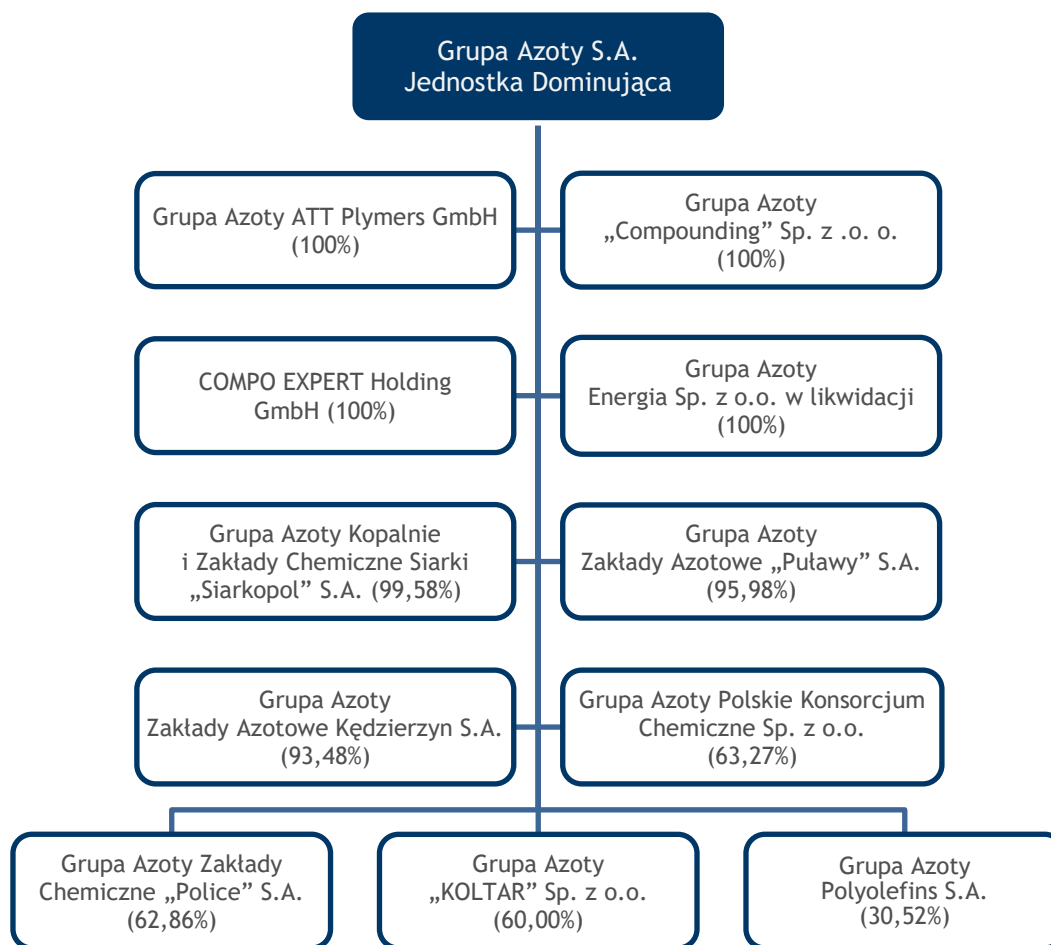 Grupa Azoty S.A.
Jednostka Dominująca
Grupa Azoty ATT Plymers GmbH
(100%)
Grupa Azoty
„Compounding” Sp. z .o. o.
(100%)
COMPO EXPERT Holding
GmbH (100%)
Grupa Azoty
Energia Sp. z o.o. w likwidacji
(100%)
Grupa Azoty Kopalnie
i Zakłady Chemiczne Siarki
„Siarkopol” S.A. (99,58%)
Grupa Azoty
Zakłady Azotowe „Puławy” S.A.
(95,98%)
Grupa Azoty
Zakłady Azotowe Kędzierzyn S.A.
(93,48%)
Grupa Azoty Polskie Konsorcjum
Chemiczne Sp. z o.o.
(63,27%)
Grupa Azoty Zakłady
Chemiczne „Police” S.A.
(62,86%)
Grupa Azoty
„KOLTAR” Sp. z o.o.
(60,00%)
Grupa Azoty
Polyolefins S.A.
(30,52%)